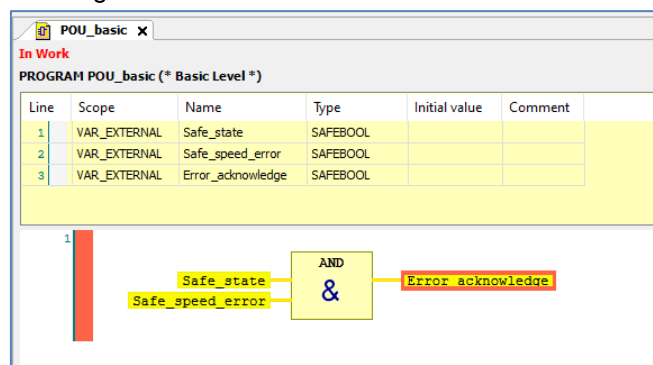 POU_basic x
In Work
PROGRAM POU_basic (* Basic Level *)
Line Scope Name Type Initial value Comment
1 VAR_EXTERNAL Safe_state SAFEBOOL
2 VAR_EXTERNAL Safe_speed_error SAFEBOOL
3 VAR_EXTERNAL Error_acknowledge SAFEBOOL
1
AND
Safe_state & Error_acknowledge
Safe_speed_error